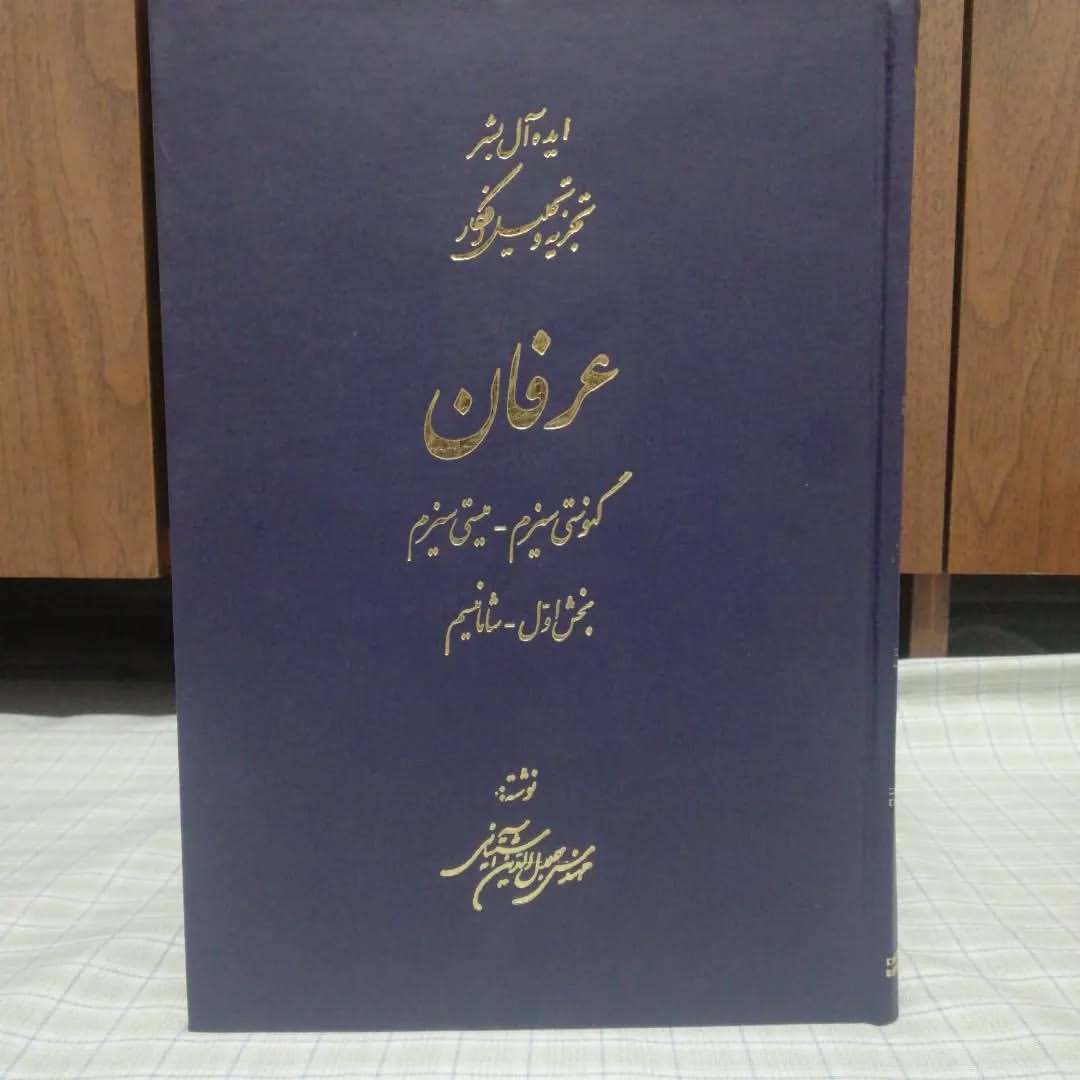 ایده آل بشر
تجزیه و تحلیل افکار
عرفان
گنوستی سیزم - میستی سیزم
بخش اول - شامانیسم
نوشته:
مهندس جلال الدین آشتیانی